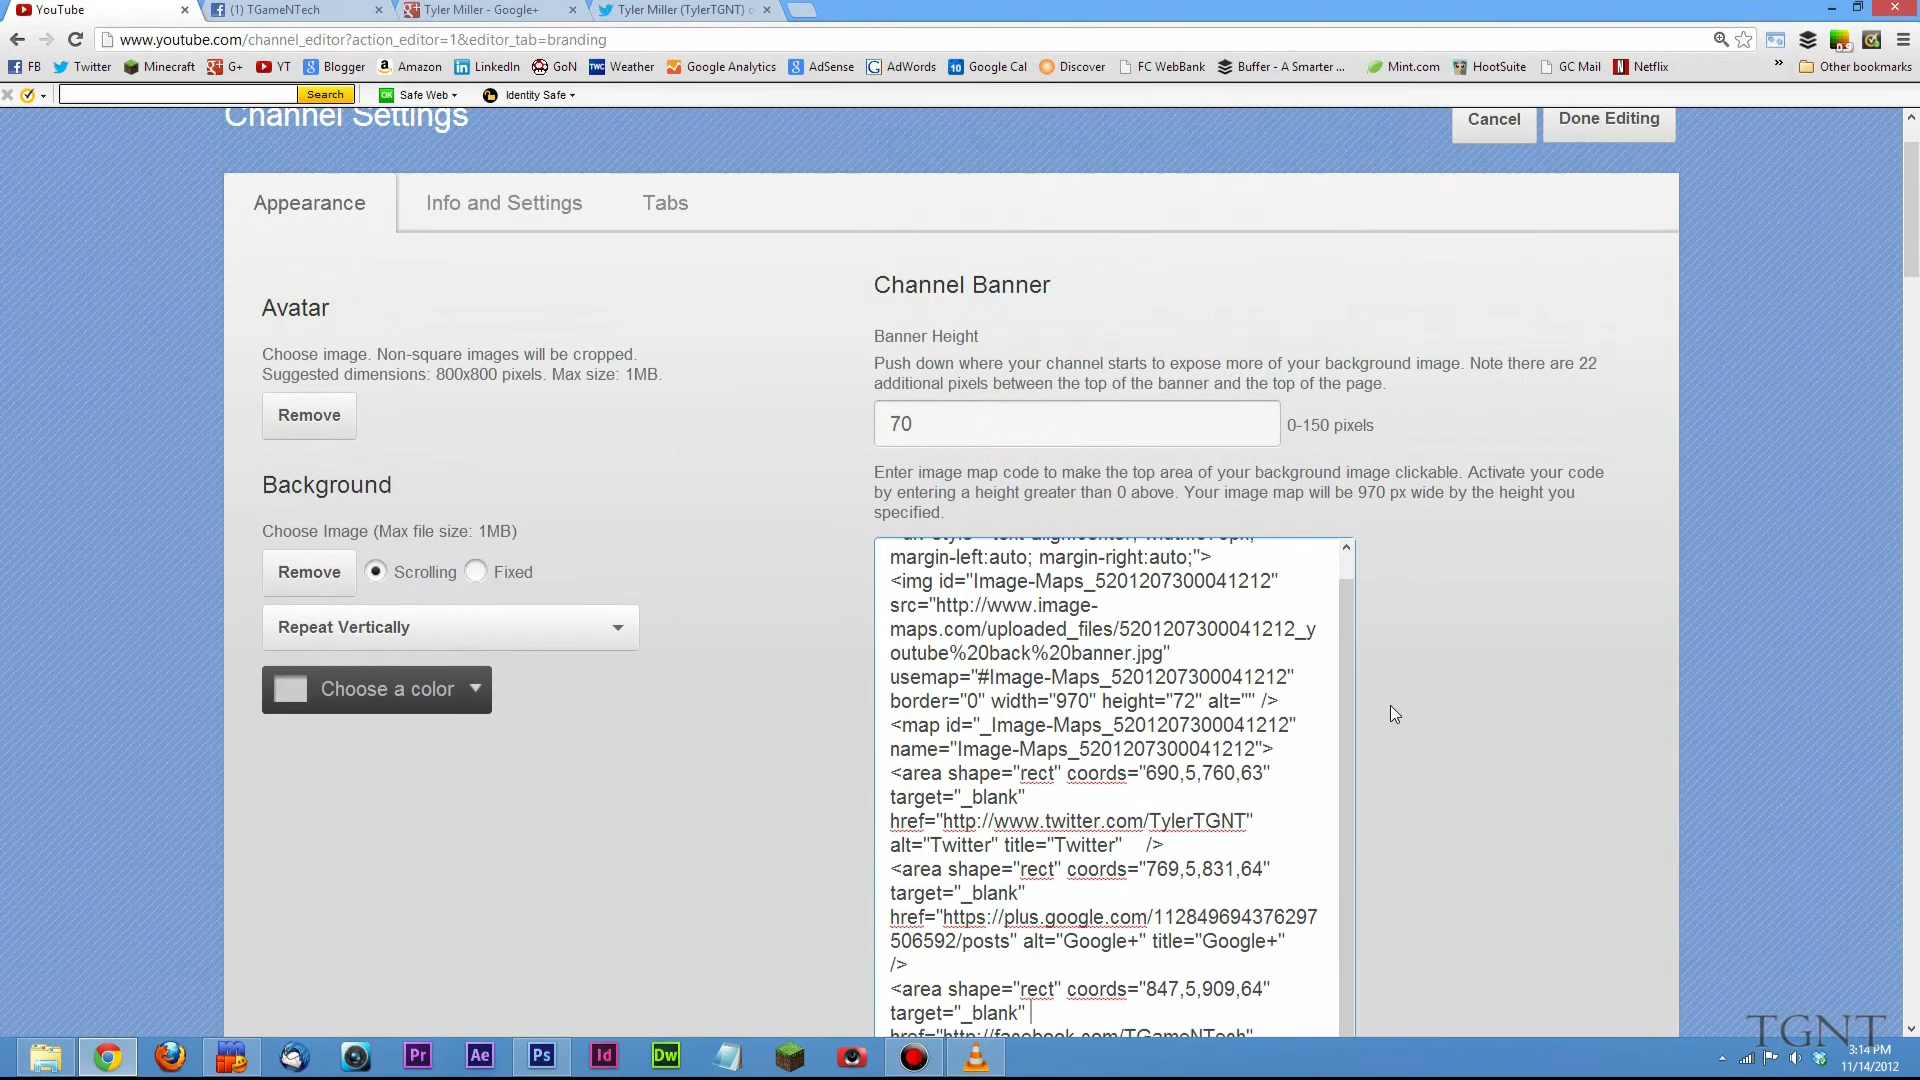 YouTube
(1) TGameNTech
Tyler Miller - Google+
Tyler Miller (TylerTGNT) o
www.youtube.com/channel_editor?action_editor=1&editor_tab=branding
FB
Twitter
Minecraft
G+
YT
Blogger
Amazon
LinkedIn
GoN
Weather
Google Analytics
AdSense
AdWords
10
Google Cal
Discover
FC WebBank
Buffer - A Smarter ...
Mint.com
HootSuite
GC Mail
Netflix
»
Other bookmarks
Search
OK
Safe Web
Identity Safe
Channel Settings
Cancel
Done Editing
Appearance
Info and Settings
Tabs
Avatar
Choose image. Non-square images will be cropped.
Suggested dimensions: 800x800 pixels. Max size: 1MB.
Remove
Background
Choose Image (Max file size: 1MB)
Remove
Scrolling
Fixed
Repeat Vertically
Choose a color
Channel Banner
Banner Height
Push down where your channel starts to expose more of your background image. Note there are 22
additional pixels between the top of the banner and the top of the page.
70
0-150 pixels
Enter image map code to make the top area of your background image clickable. Activate your code
by entering a height greater than 0 above. Your image map will be 970 px wide by the height you
specified.
margin-left:auto; margin-right:auto;">
<img id="Image-Maps_5201207300041212"
src="http://www.image-
maps.com/uploaded_files/5201207300041212_y
outube%20back%20banner.jpg"
usemap="#Image-Maps_5201207300041212"
border="0" width="970" height="72" alt="" />
<map id="_Image-Maps_5201207300041212"
name="Image-Maps_5201207300041212">
<area shape="rect" coords="690,5,760,63"
target="_blank"
href="http://www.twitter.com/TylerTGNT"
alt="Twitter" title="Twitter"    />
<area shape="rect" coords="769,5,831,64"
target="_blank"
href="https://plus.google.com/112849694376297
506592/posts" alt="Google+" title="Google+"
/>
<area shape="rect" coords="847,5,909,64"
target="_blank"
href="http://facebook.com/TGameNTech"
Pr
Ae
Ps
Id
Dw
TGNT
3:14 PM
11/14/2012